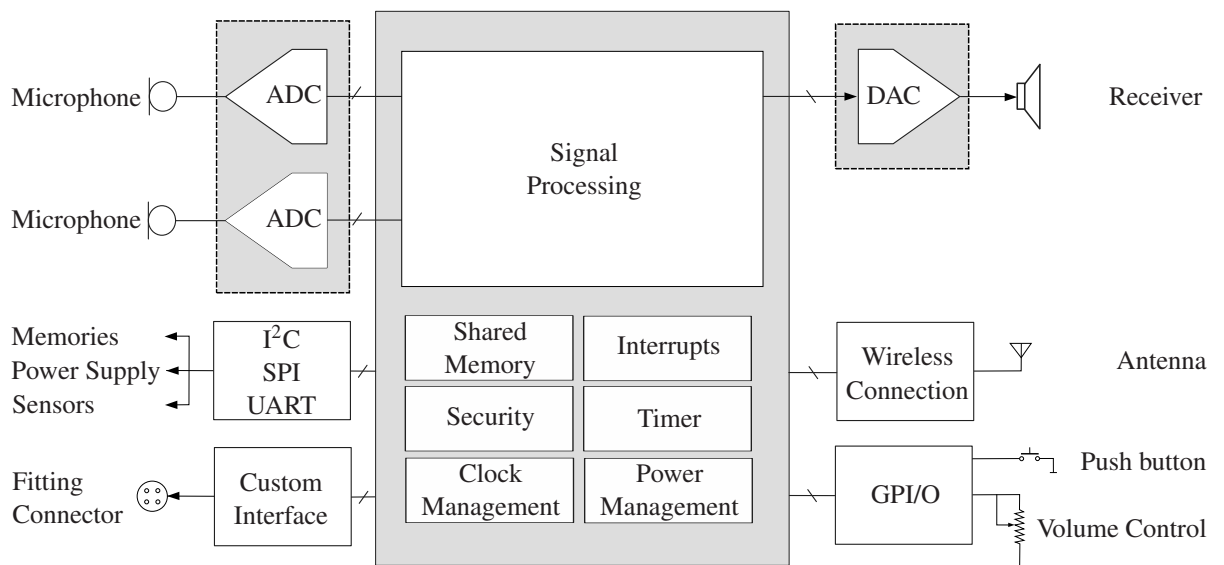 Microphone
ADC
Signal
Processing
DAC
Receiver
Microphone
ADC
Memories
Power Supply
Sensors
I²C
SPI
UART
Shared
Memory
Interrupts
Wireless
Connection
Antenna
Security
Timer
Fitting
Connector
Custom
Interface
Clock
Management
Power
Management
GPI/O
Push button
Volume Control